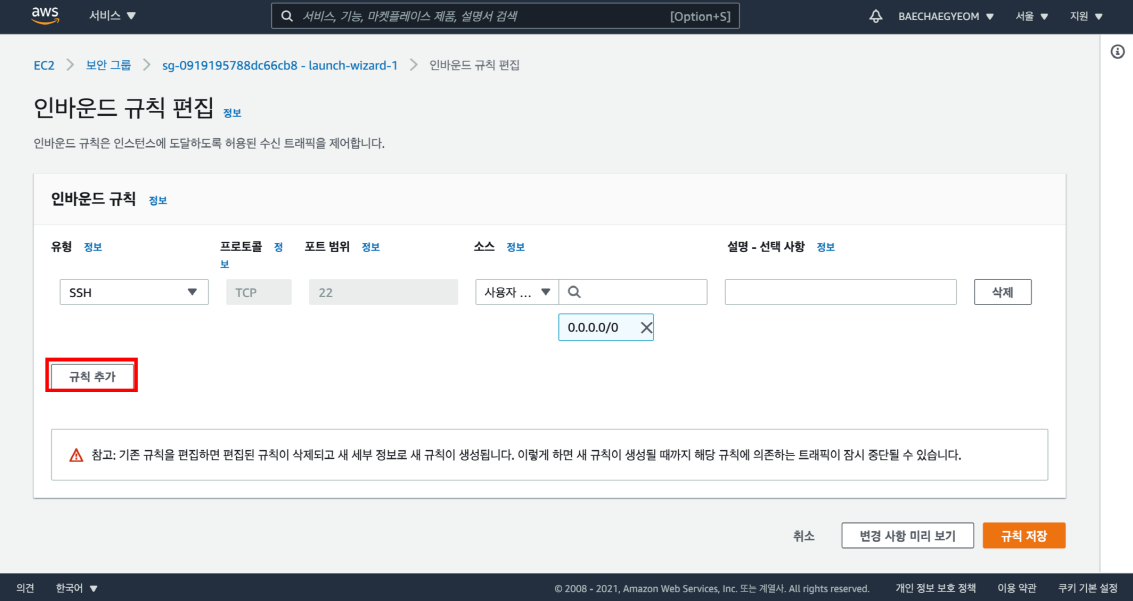 aws 서비스 ▼ 서비스, 기능, 마켓플레이스 제품, 설명서 검색 [Option+S] BAECHAEGYEOM ▼ 서울 ▼ 지원 ▼
EC2 > 보안 그룹 > sg-0919195788dc66cb8 - launch-wizard-1 > 인바운드 규칙 편집
인바운드 규칙 편집 정보
인바운드 규칙은 인스턴스에 도달하도록 허용된 수신 트래픽을 제어합니다.
인바운드 규칙 정보
유형 정보 프로토콜 정보 포트 범위 정보 소스 정보 설명 - 선택 사항 정보
SSH ▼ TCP 22 사용자 ... ▼ 삭제
0.0.0.0/0
규칙 추가
참고: 기존 규칙을 편집하면 편집된 규칙이 삭제되고 새 세부 정보로 새 규칙이 생성됩니다. 이렇게 하면 새 규칙이 생성될 때까지 해당 규칙에 의존하는 트래픽이 잠시 중단될 수 있습니다.
취소 변경 사항 미리 보기 규칙 저장
의견 한국어 ▼ © 2008 - 2021, Amazon Web Services, Inc. 또는 계열사. All rights reserved. 개인 정보 보호 정책 이용 약관 쿠키 기본 설정